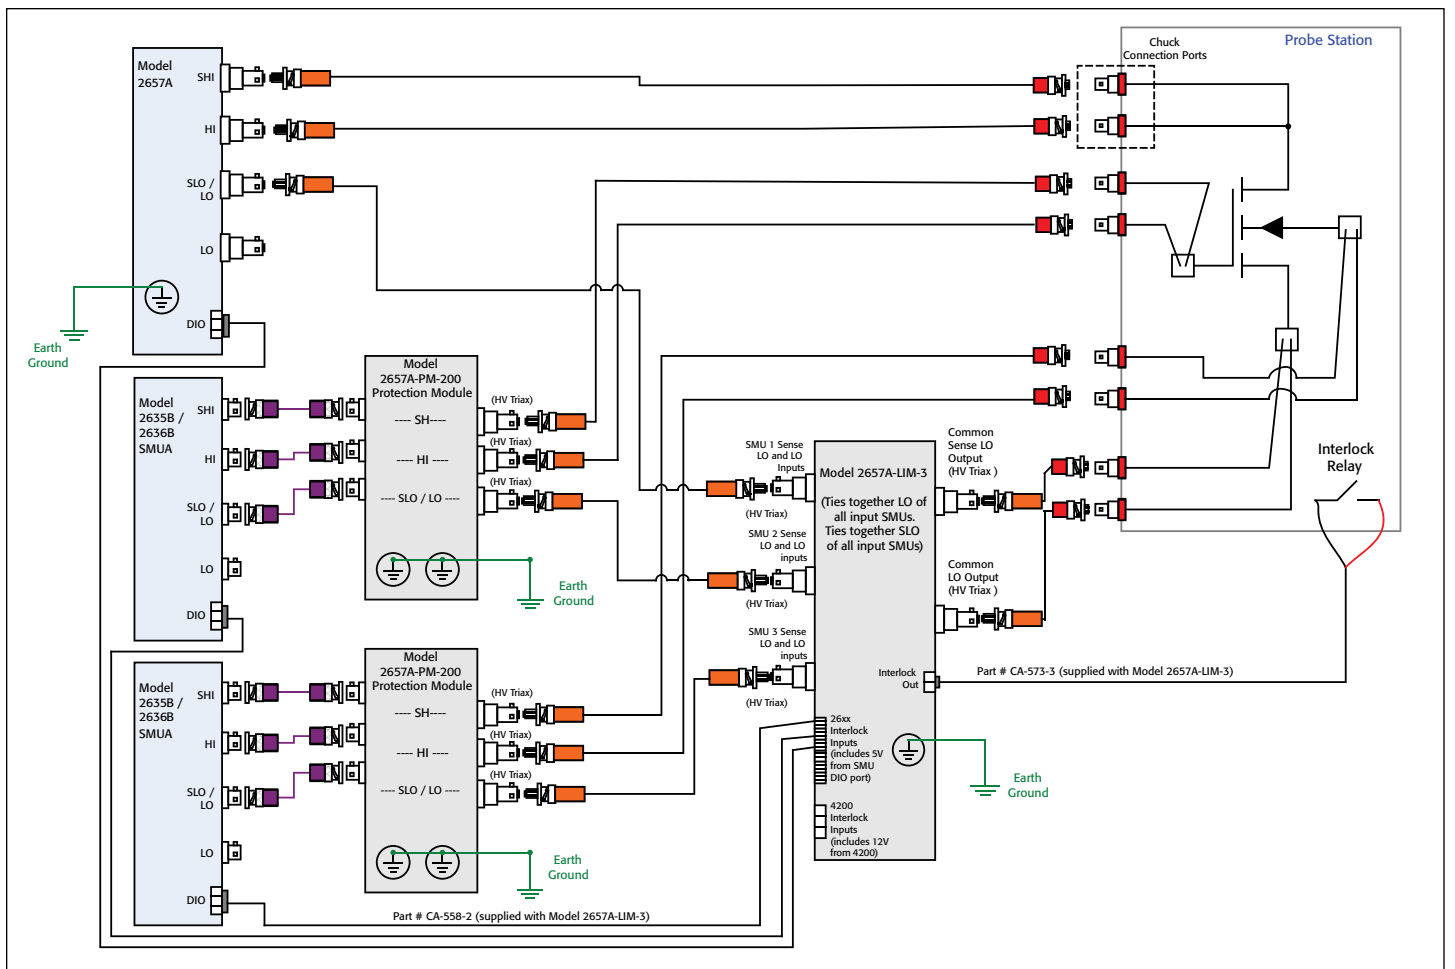 Probe Station
Chuck
Connection Ports
Model
2657A
SHI
HI
SLO /
LO
LO
DIO
Earth
Ground
Model
2635B /
2636B
SMUA
SHI
HI
SLO /
LO
LO
DIO
Model
2657A-PM-200
Protection Module
---- SH----
---- HI ----
---- SLO / LO ----
(HV Triax)
(HV Triax)
(HV Triax)
Earth
Ground
Model
2635B /
2636B
SMUA
SHI
HI
SLO /
LO
LO
DIO
Model
2657A-PM-200
Protection Module
---- SH----
---- HI ----
---- SLO / LO ----
(HV Triax)
(HV Triax)
(HV Triax)
Earth
Ground
Part # CA-558-2 (supplied with Model 2657A-LIM-3)
SMU 1 Sense
LO and LO
Inputs
(HV Triax)
SMU 2 Sense
LO and LO
inputs
(HV Triax)
SMU 3 Sense
LO and LO
inputs
(HV Triax)
Model 2657A-LIM-3
(Ties together LO of
all input SMUs.
Ties together SLO
of all input SMUs)
Common
Sense LO
Output
(HV Triax )
Common
LO Output
(HV Triax )
Interlock
Out
Part # CA-573-3 (supplied with Model 2657A-LIM-3)
26xx
Interlock
Inputs
(includes 5V
from SMU
DIO port)
4200
Interlock
Inputs
(includes 12V
from 4200)
Earth
Ground
Interlock
Relay